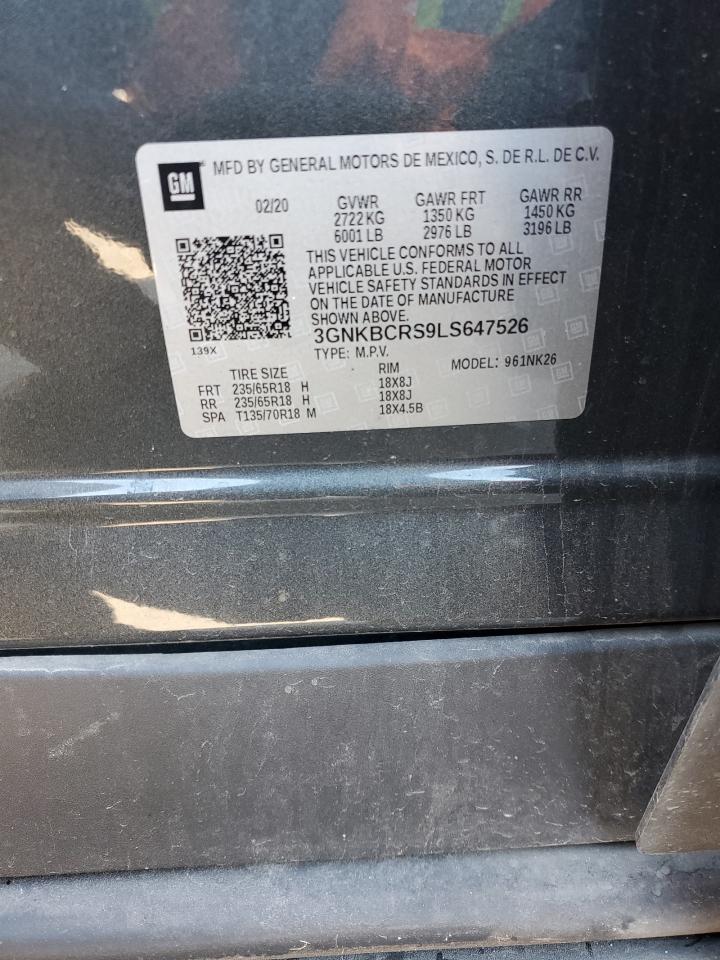 GM MFD BY GENERAL MOTORS DE MEXICO, S. DE R.L. DE C.V.
02/20 GVWR GAWR FRT GAWR RR
2722 KG 1350 KG 1450 KG
6001 LB 2976 LB 3196 LB
THIS VEHICLE CONFORMS TO ALL
APPLICABLE U.S. FEDERAL MOTOR
VEHICLE SAFETY STANDARDS IN EFFECT
ON THE DATE OF MANUFACTURE
SHOWN ABOVE.
3GNKBCRS9LS647526
139X
TYPE: M.P.V. MODEL: 961NK26
TIRE SIZE RIM
FRT 235/65R18 H 18X8J
RR 235/65R18 H 18X8J
SPA T135/70R18 M 18X4.5B